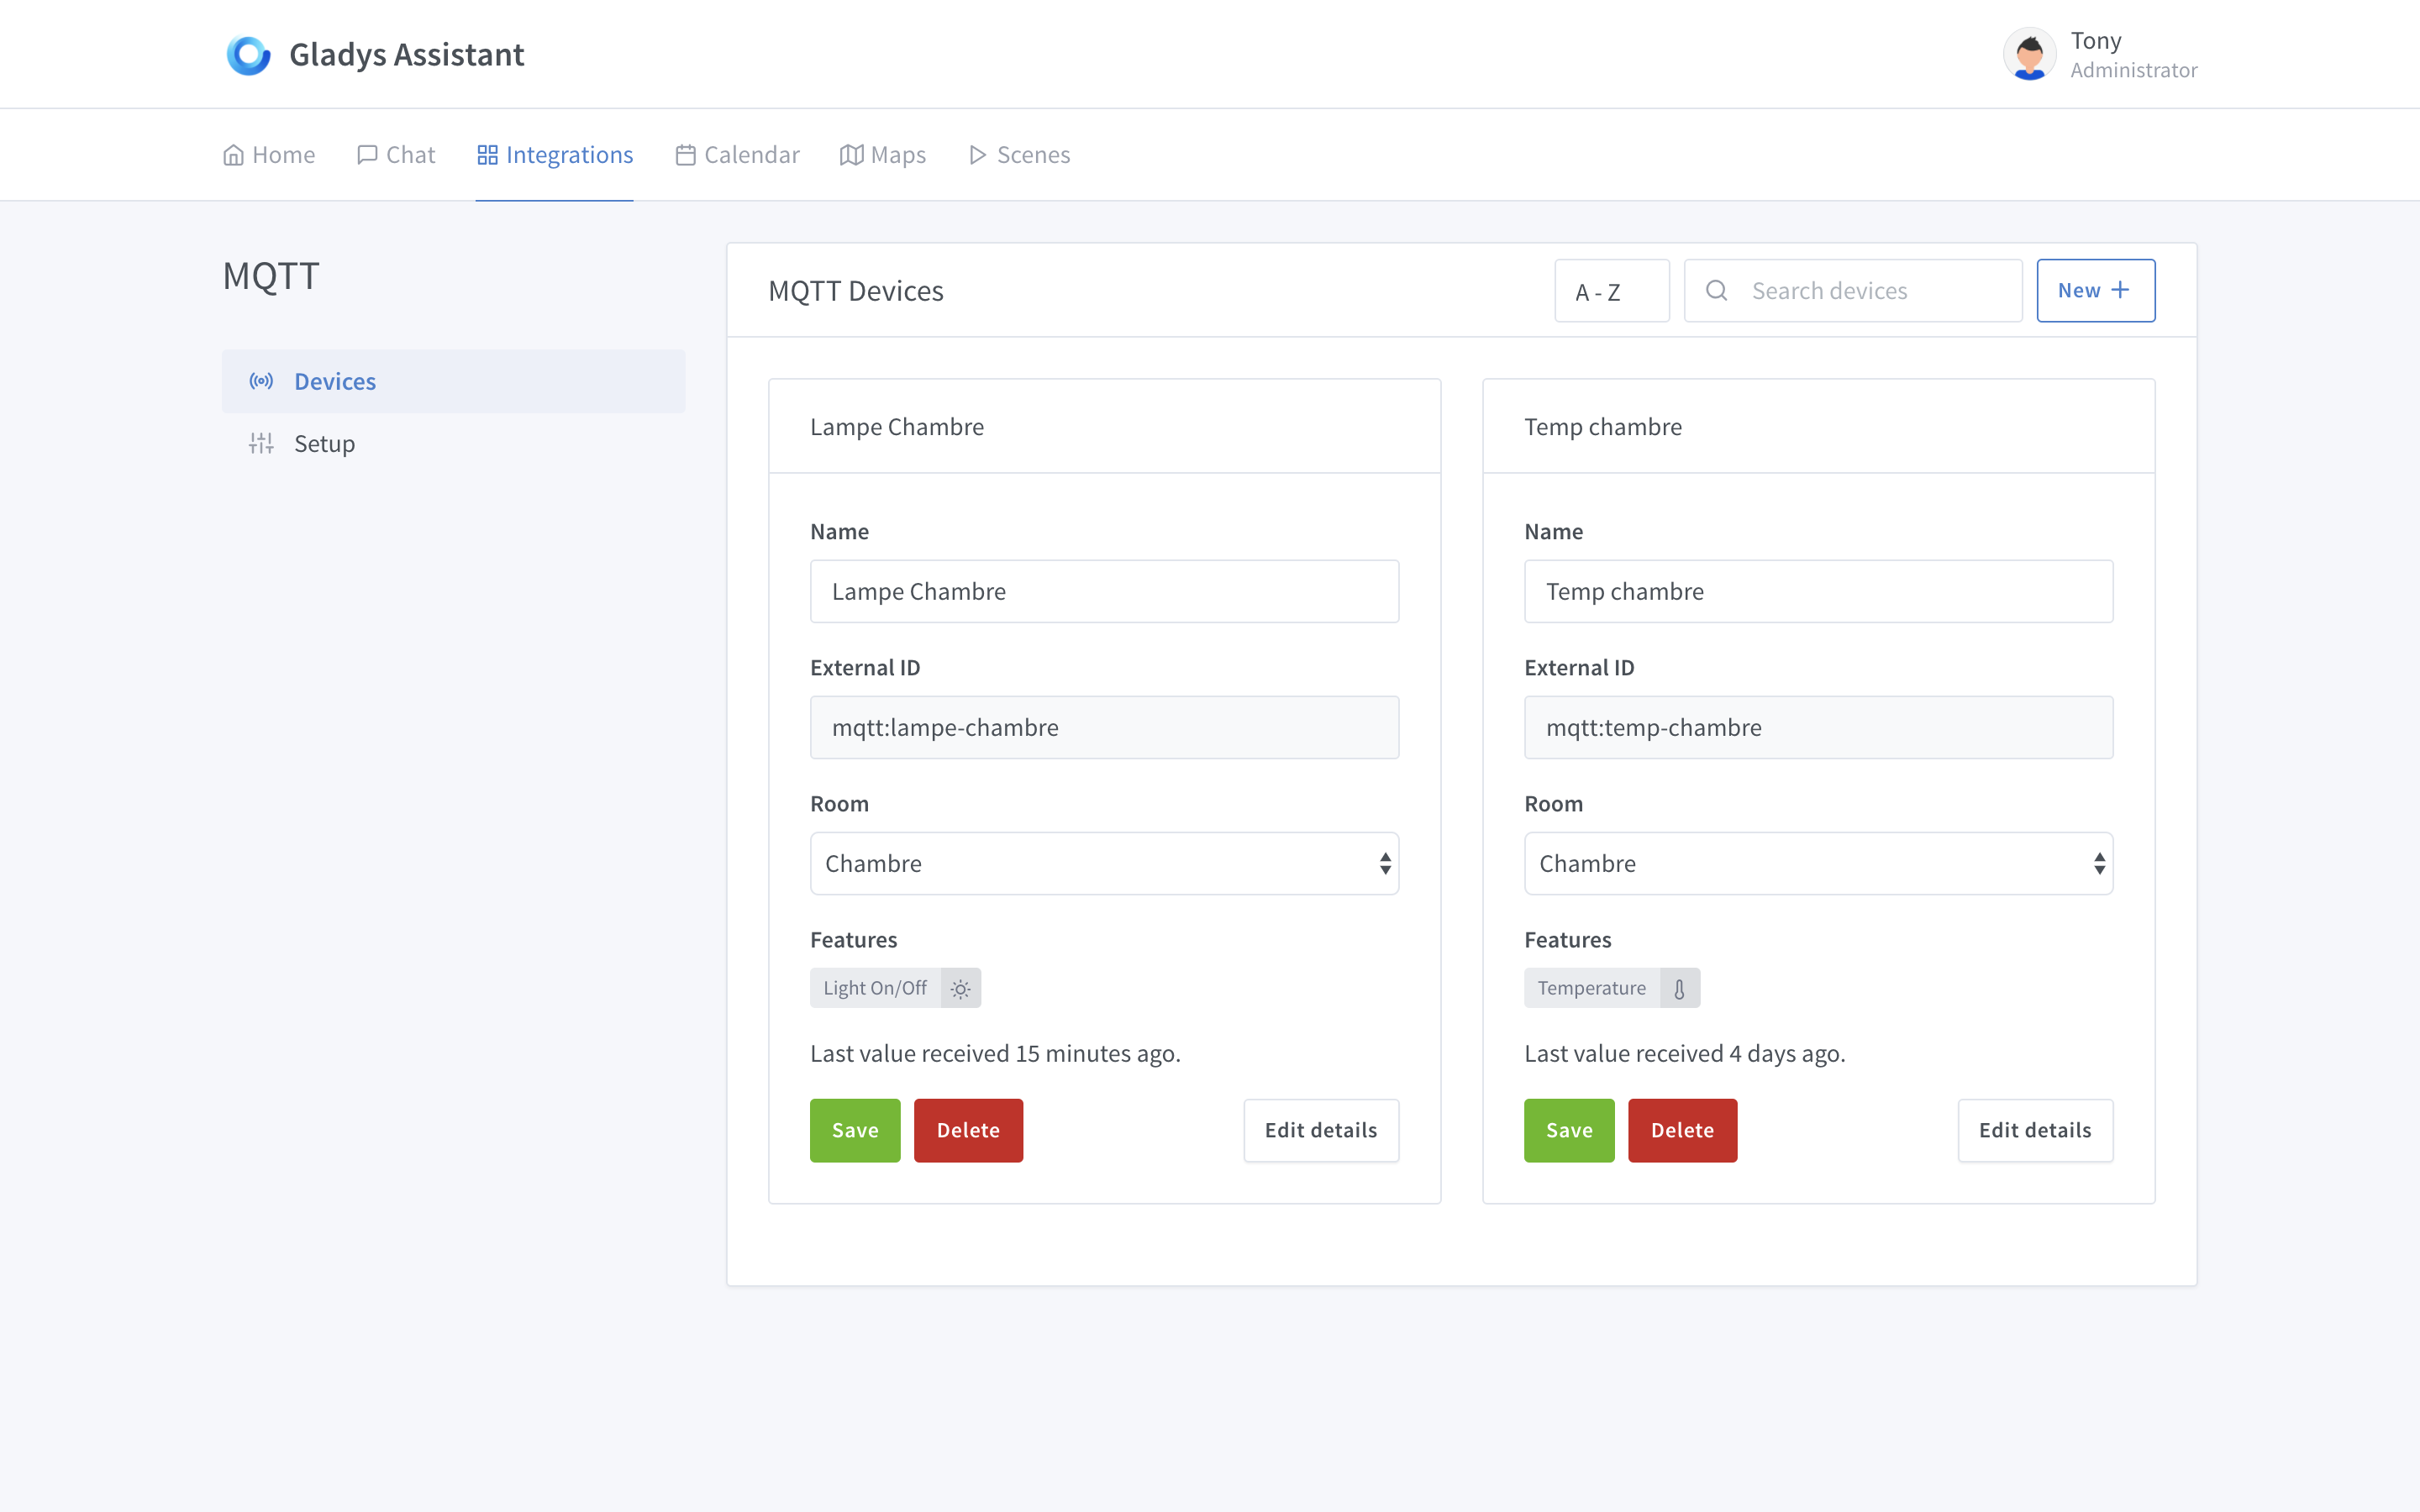 Gladys Assistant
Tony
Administrator
Home
Chat
Integrations
Calendar
Maps
Scenes
MQTT
Devices
Setup
MQTT Devices
A - Z
Search devices
New
Lampe Chambre
Name
Lampe Chambre
External ID
mqtt:lampe-chambre
Room
Chambre
Features
Light On/Off
Last value received 15 minutes ago.
Save
Delete
Edit details
Temp chambre
Name
Temp chambre
External ID
mqtt:temp-chambre
Room
Chambre
Features
Temperature
Last value received 4 days ago.
Save
Delete
Edit details